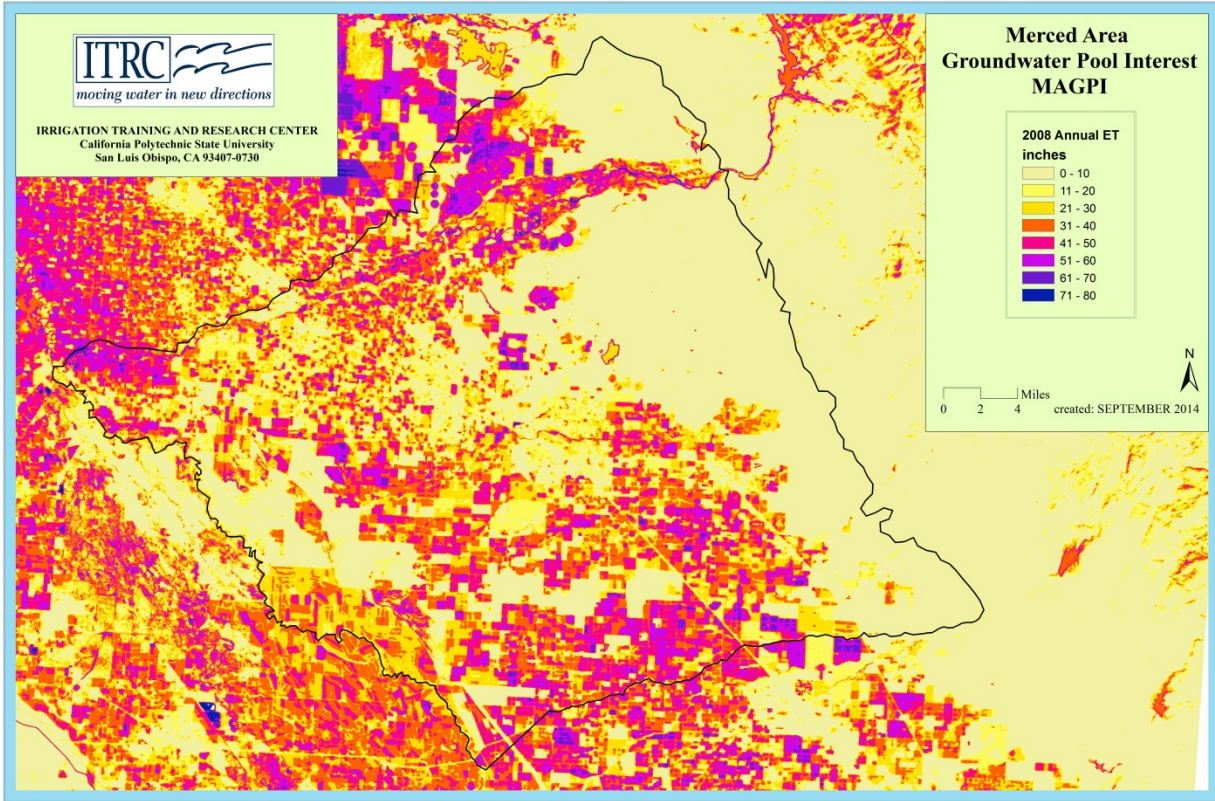 ITRC
moving water in new directions
IRRIGATION TRAINING AND RESEARCH CENTER
California Polytechnic State University
San Luis Obispo, CA 93407-0730
Merced Area
Groundwater Pool Interest
MAGPI
2008 Annual ET
inches
0 - 10
11 - 20
21 - 30
31 - 40
41 - 50
51 - 60
61 - 70
71 - 80
N
Miles
0 2 4
created: SEPTEMBER 2014